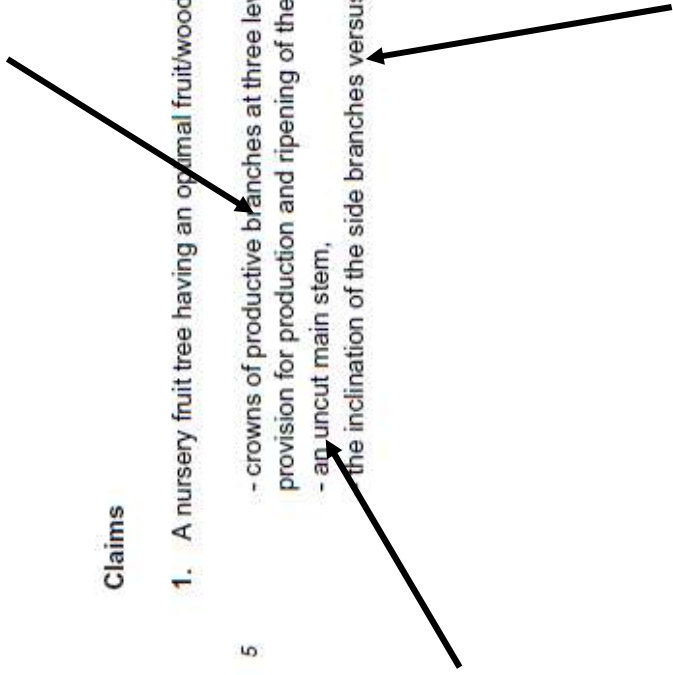 Claims
1. A nursery fruit tree having an optimal fruit/wood
5 - crowns of productive branches at three lev
provision for production and ripening of the
- an uncut main stem,
- the inclination of the side branches versus